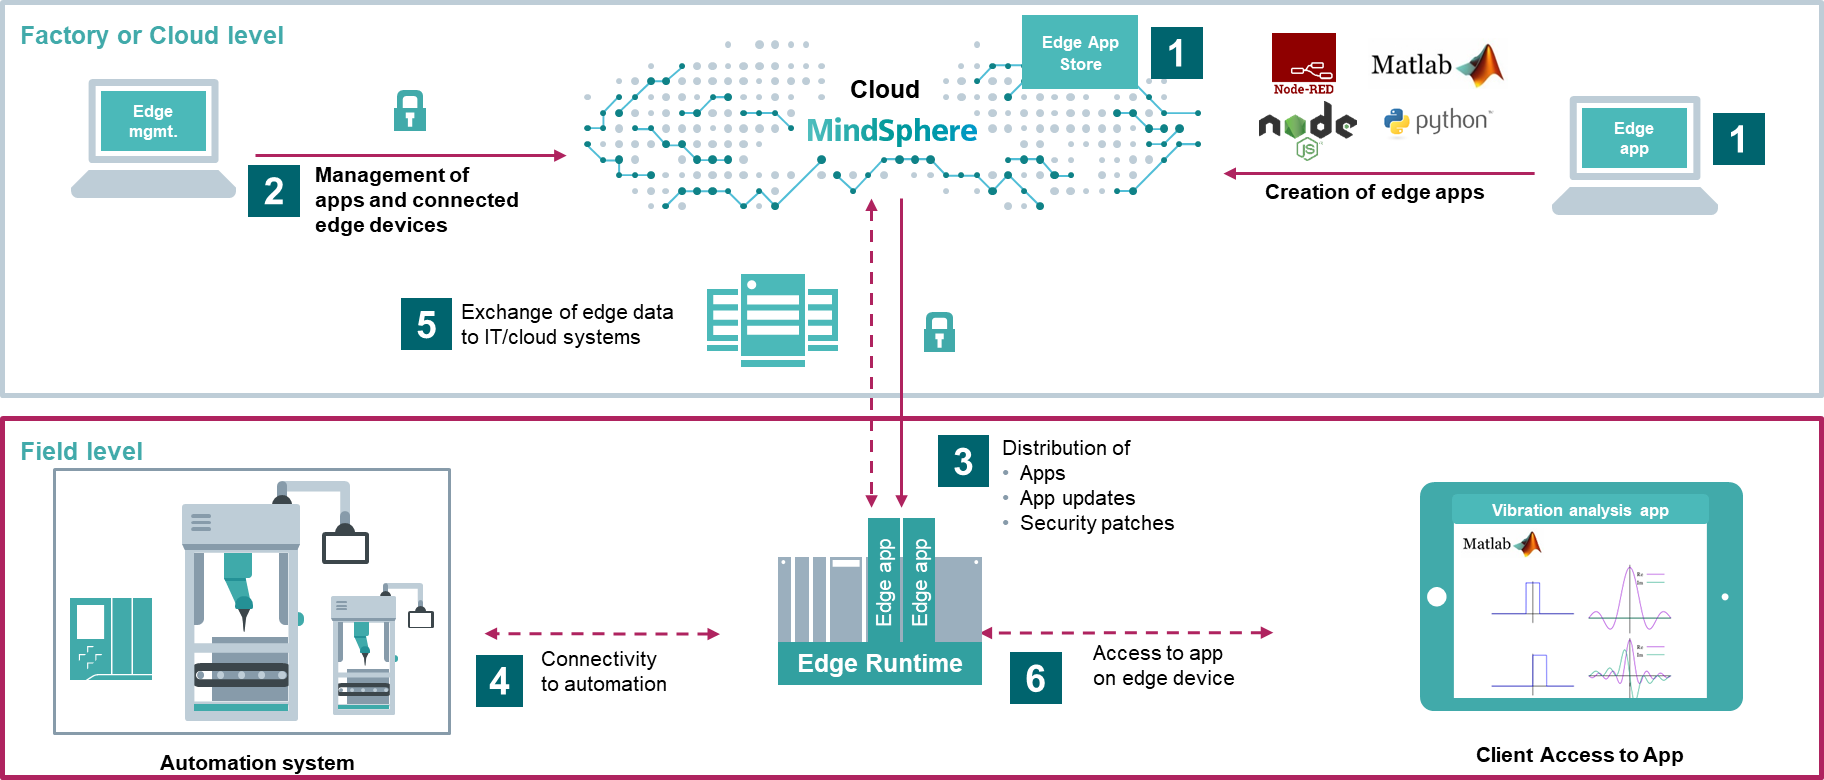 Factory or Cloud level
Edge
mgmt.
2
Management of
apps and connected
edge devices
Cloud
MindSphere
Edge App
Store
1
Node-RED
Matlab
node
JS
python
Edge
app
1
Creation of edge apps
5
Exchange of edge data
to IT/cloud systems
Field level
3
Distribution of
• Apps
• App updates
• Security patches
Automation system
4
Connectivity
to automation
Edge app
Edge app
Edge Runtime
6
Access to app
on edge device
Vibration analysis app
Matlab
Client Access to App